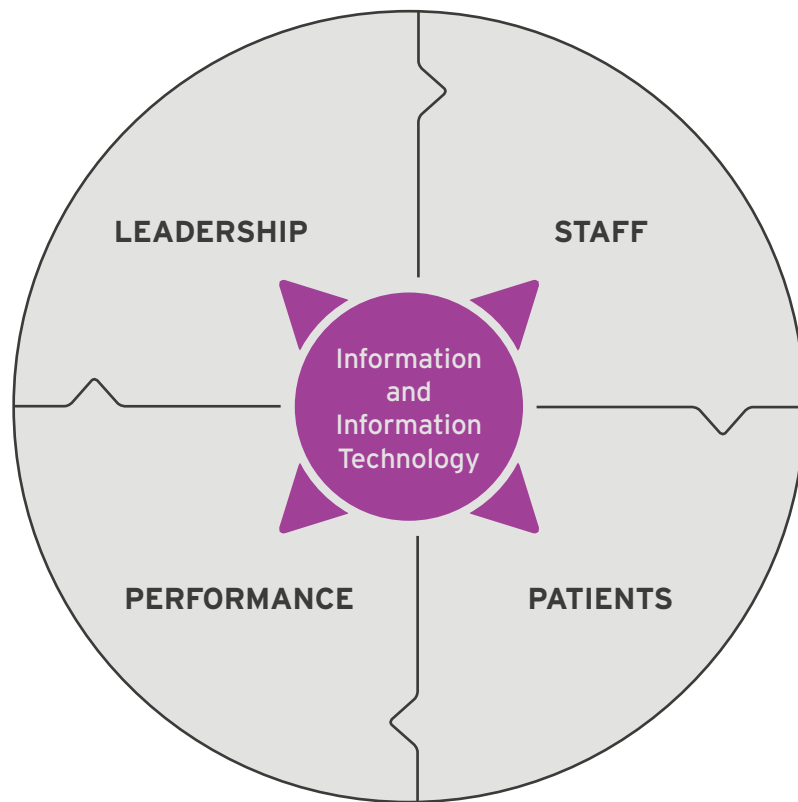 LEADERSHIP
STAFF
Information
and
Information
Technology
PERFORMANCE
PATIENTS